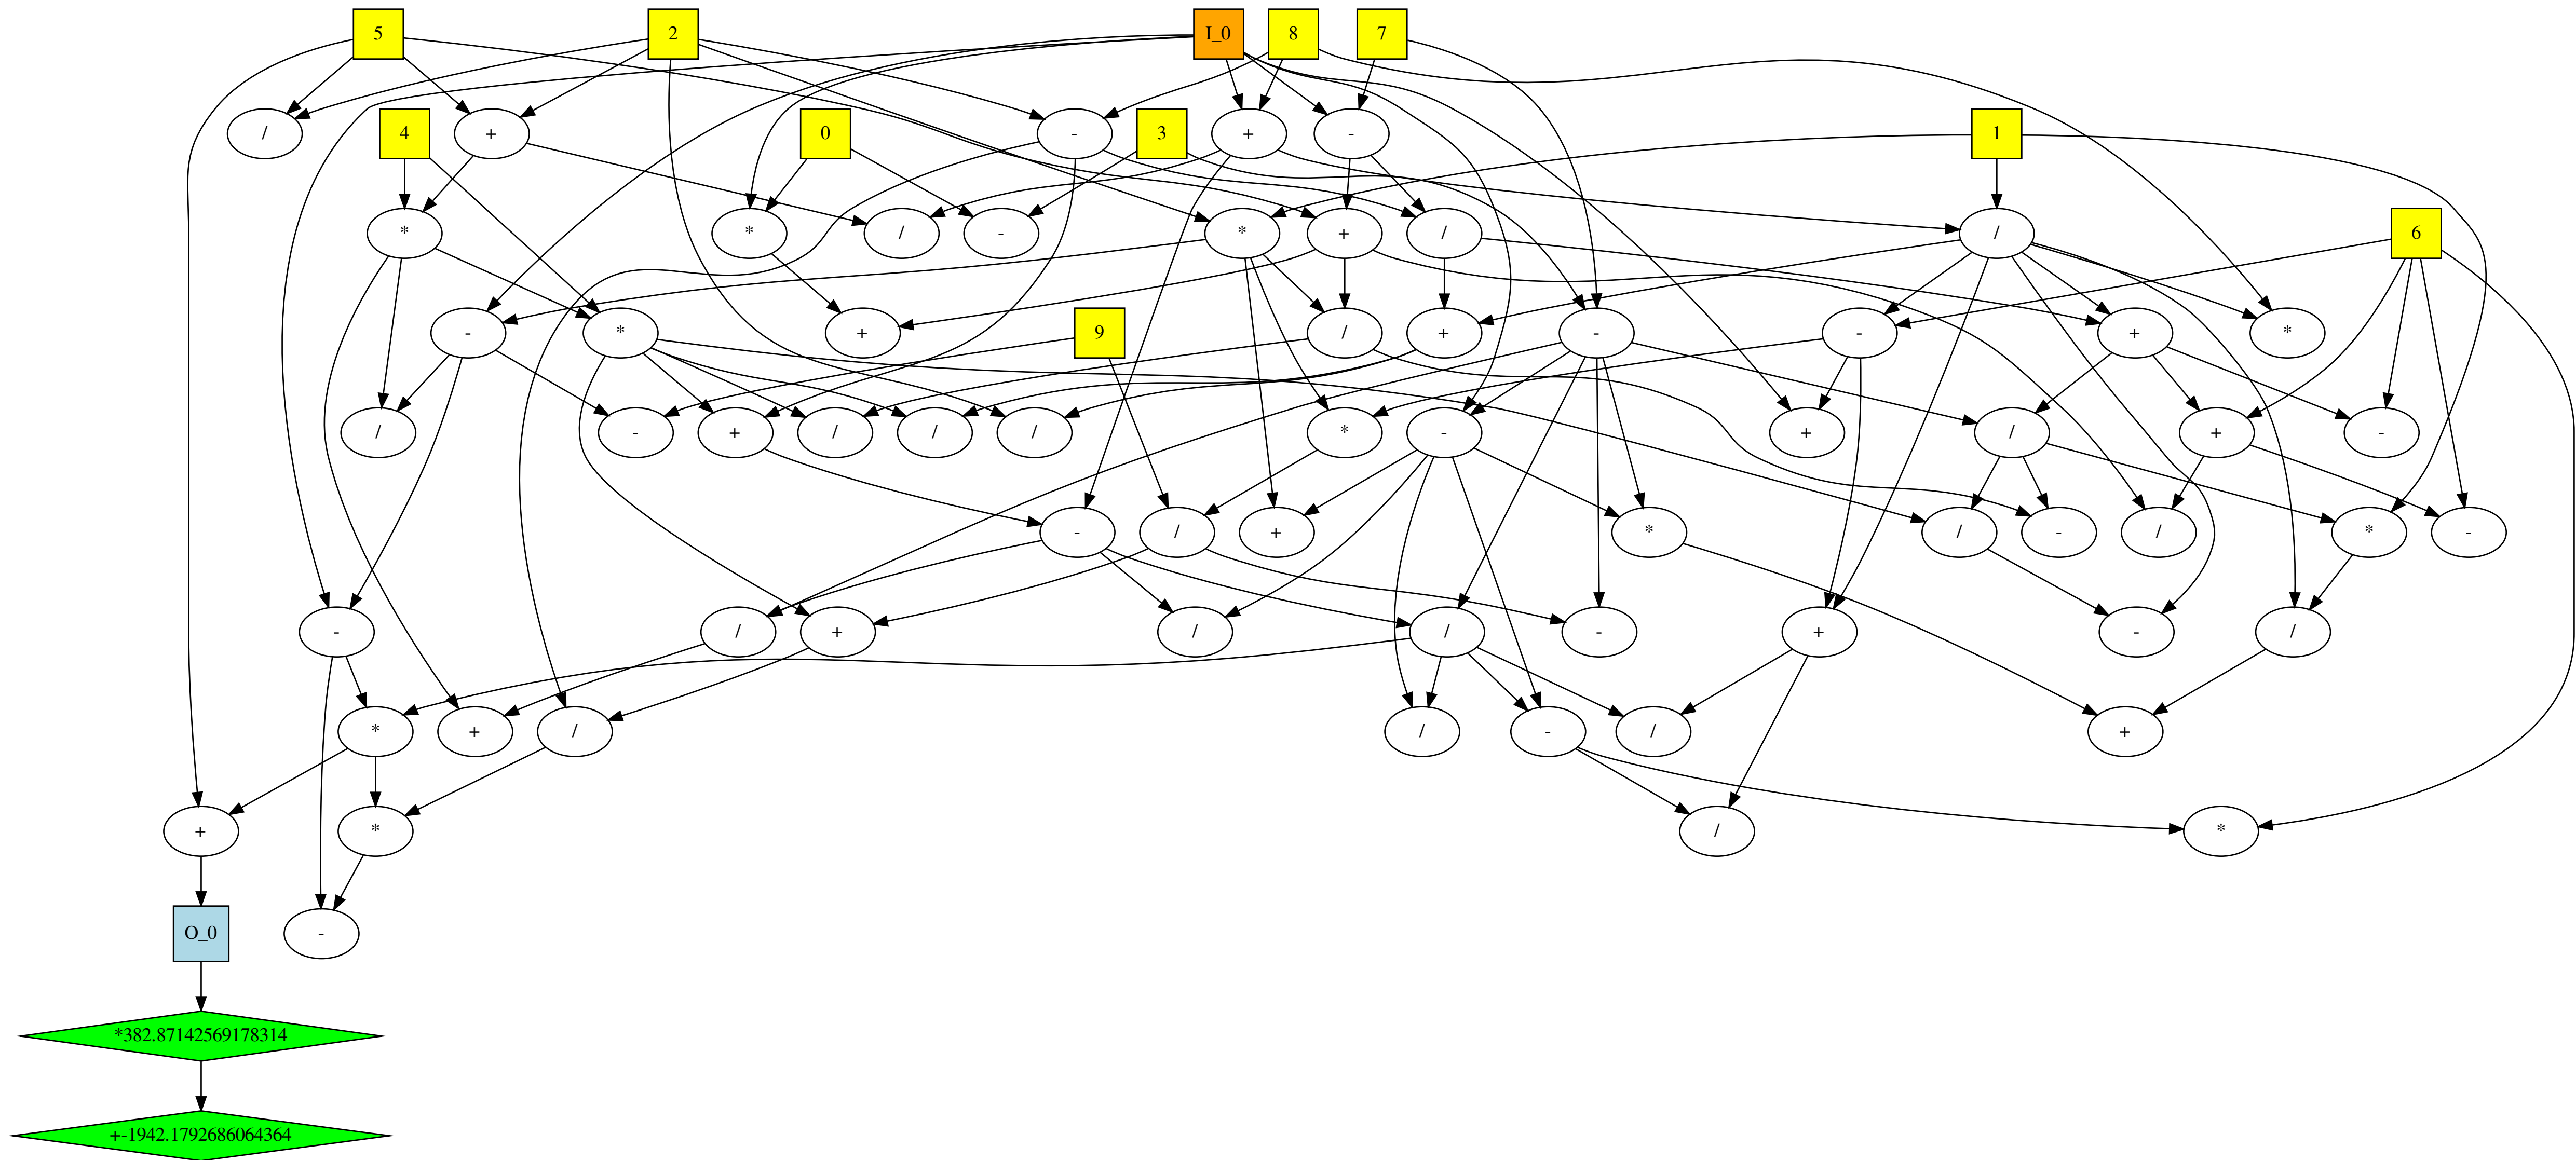 5 2 I_0 8 7
/ 4 + 0 - 3 + - 1
* * / - * + / / 6
- * + 9 / + - - + *
/ - + / / / * - + / + -
- / + * / - / * -
- / + / / - + - /
* + / / - / +
+ * / *
O_0 -
*382.87142569178314
+-1942.1792686064364